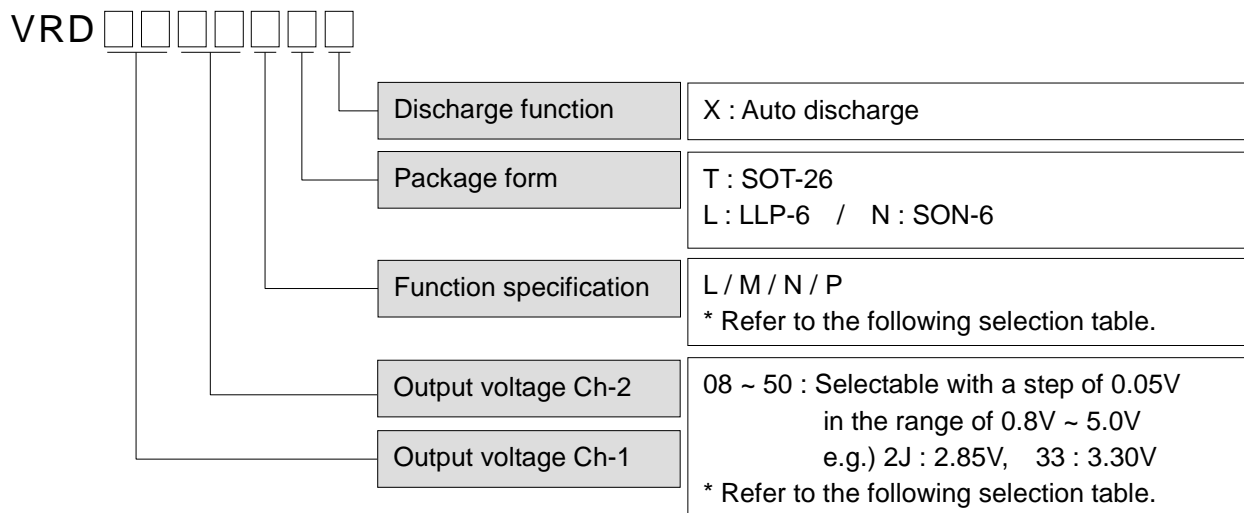 VRD
Discharge function
X : Auto discharge
Package form
T : SOT-26
L : LLP-6 / N : SON-6
Function specification
L / M / N / P
* Refer to the following selection table.
Output voltage Ch-2
Output voltage Ch-1
08 ~ 50 : Selectable with a step of 0.05V
in the range of 0.8V ~ 5.0V
e.g.) 2J : 2.85V, 33 : 3.30V
* Refer to the following selection table.